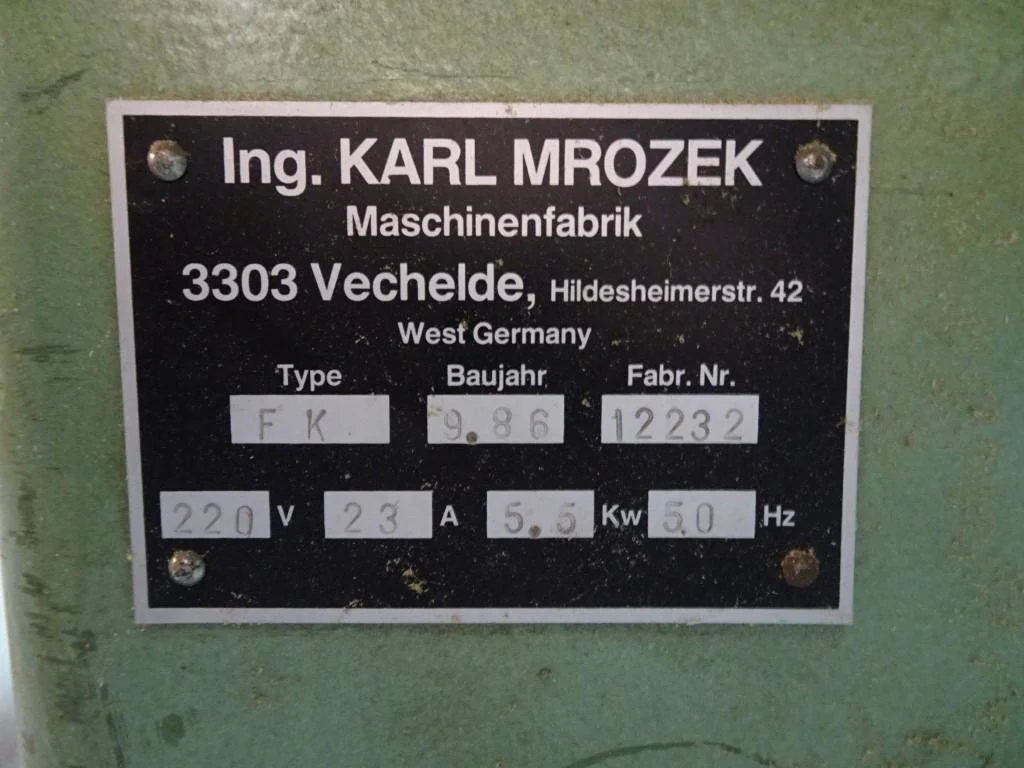 Ing. KARL MROZEK
Maschinenfabrik
3303 Vechelde, Hildesheimerstr. 42
West Germany
Type Baujahr Fabr. Nr.
F K 9.86 12232
220 V 23 A 5.5 Kw 50 Hz